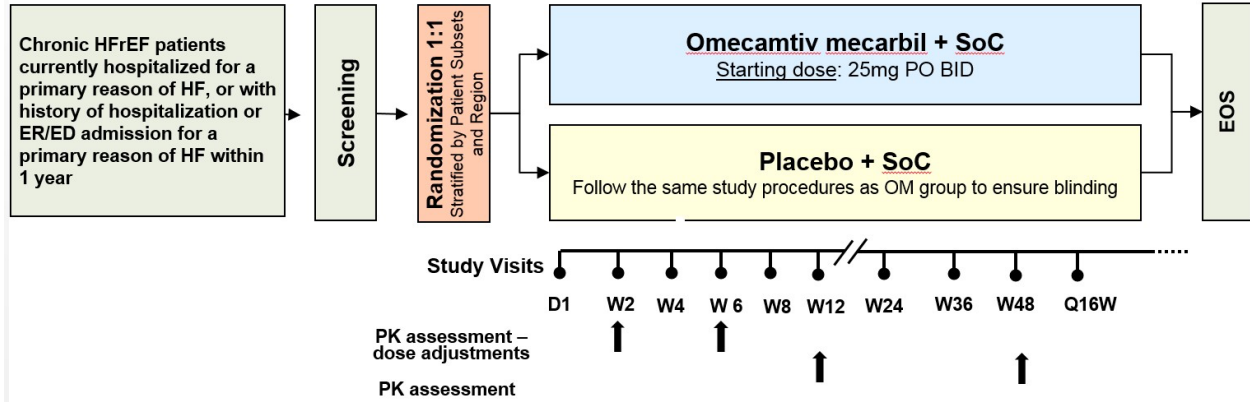 Chronic HFrEF patients
currently hospitalized for a
primary reason of HF, or with
history of hospitalization or
ER/ED admission for a
primary reason of HF within
1 year
Screening
Randomization 1:1
Stratified by Patient Subsets
and Region
Omecamtiv mecarbil + SoC
Starting dose: 25mg PO BID
Placebo + SoC
Follow the same study procedures as OM group to ensure blinding
EOS
Study Visits
D1 W2 W4 W 6 W8 W12 W24 W36 W48 Q16W
PK assessment –
dose adjustments
PK assessment